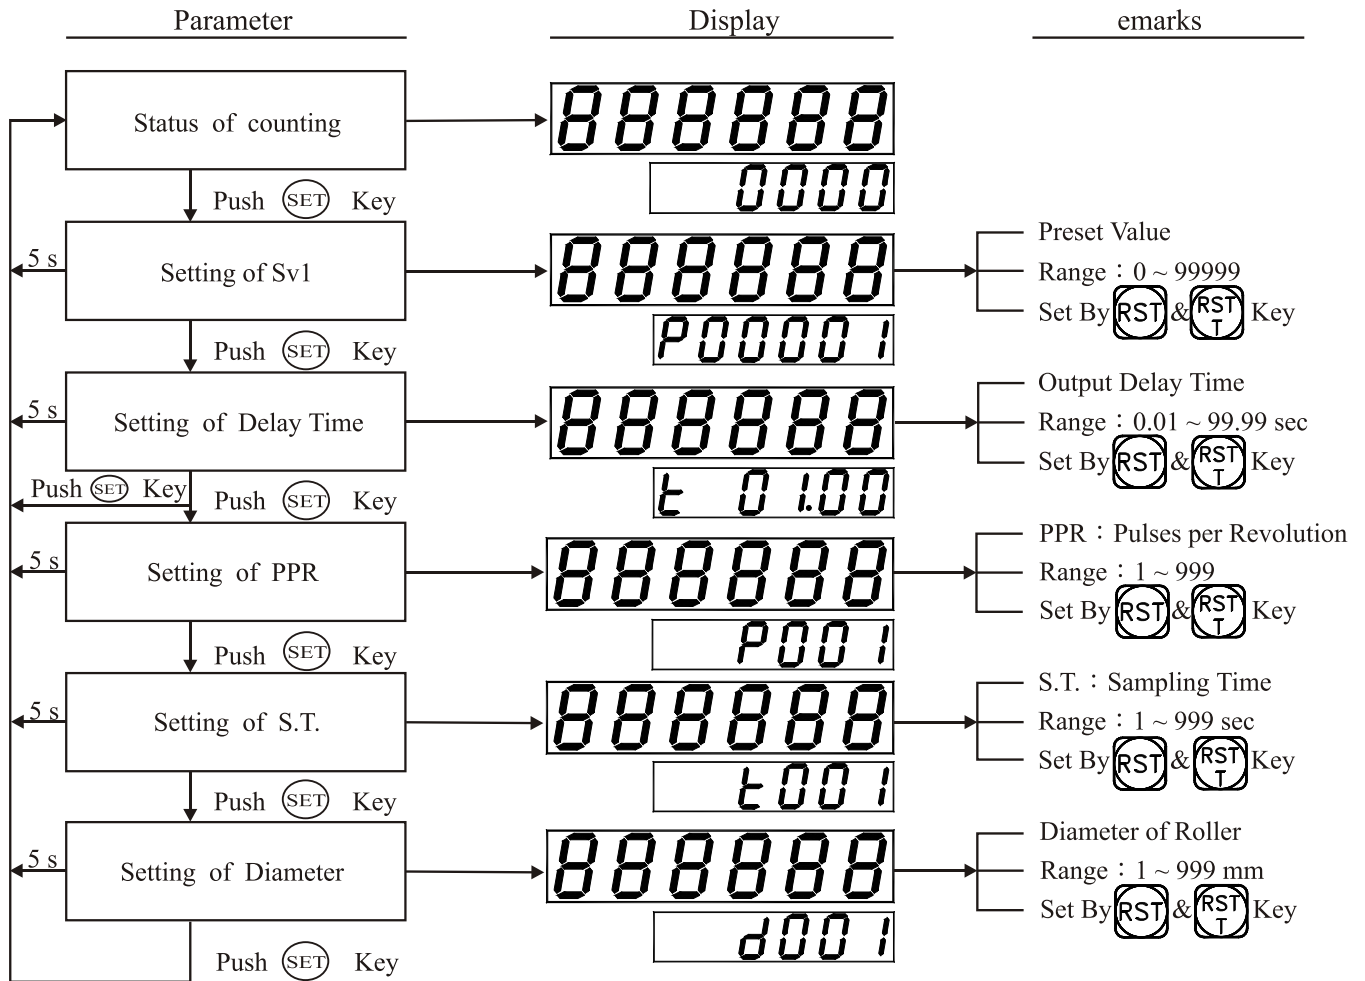 Parameter Display emarks
Status of counting 888888
0000
Push SET Key
5 s Setting of Sv1 888888
P00001
Preset Value
Range：0 ~ 99999
Set By RST & RST T Key
Push SET Key
5 s Setting of Delay Time 888888
t 01.00
Output Delay Time
Range：0.01 ~ 99.99 sec
Set By RST & RST T Key
Push SET Key Push SET Key
5 s Setting of PPR 888888
P001
PPR：Pulses per Revolution
Range：1 ~ 999
Set By RST & RST T Key
Push SET Key
5 s Setting of S.T. 888888
t001
S.T.：Sampling Time
Range：1 ~ 999 sec
Set By RST & RST T Key
Push SET Key
5 s Setting of Diameter 888888
d001
Diameter of Roller
Range：1 ~ 999 mm
Set By RST & RST T Key
Push SET Key